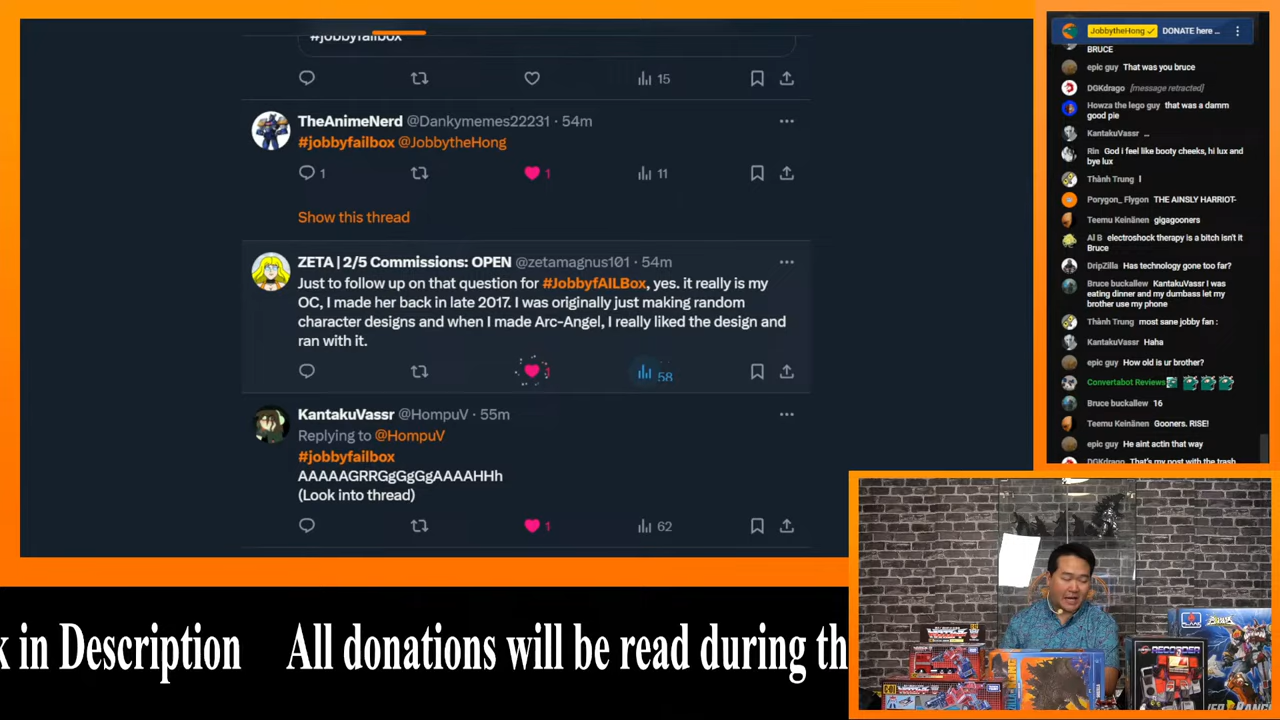 #jobbyfailbox
15
TheAnimeNerd @Dankymemes22231 · 54m
#jobbyfailbox @JobbytheHong
1
1
11
Show this thread
ZETA | 2/5 Commissions: OPEN @zetamagnus101 · 54m
Just to follow up on that question for #JobbyfAILBox, yes. it really is my
OC, I made her back in late 2017. I was originally just making random
character designs and when I made Arc-Angel, I really liked the design and
ran with it.
58
KantakuVassr @HompuV · 55m
Replying to @HompuV
#jobbyfailbox
AAAAAGRRGgGgGgAAAAHHh
(Look into thread)
1
62
JobbytheHong DONATE here ...
BRUCE
epic guy That was you bruce
DGKdrago [message retracted]
Howza the lego guy that was a damm
good pie
KantakuVassr ...
Rin God i feel like booty cheeks, hi lux and
bye lux
Thành Trung I
Porygon_ Flygon THE AINSLY HARRIOT-
Teemu Keinänen gigagooners
Al B electroshock therapy is a bitch isn't it
Bruce
DripZilla Has technology gone too far?
Bruce buckallew KantakuVassr I was
eating dinner and my dumbass let my
brother use my phone
Thành Trung most sane jobby fan :
KantakuVassr Haha
epic guy How old is ur brother?
Convertabot Reviews
Bruce buckallew 16
Teemu Keinänen Gooners. RISE!
epic guy He aint actin that way
DGKdrago That's my post with the trash
k in Description All donations will be read during th
RECORDER